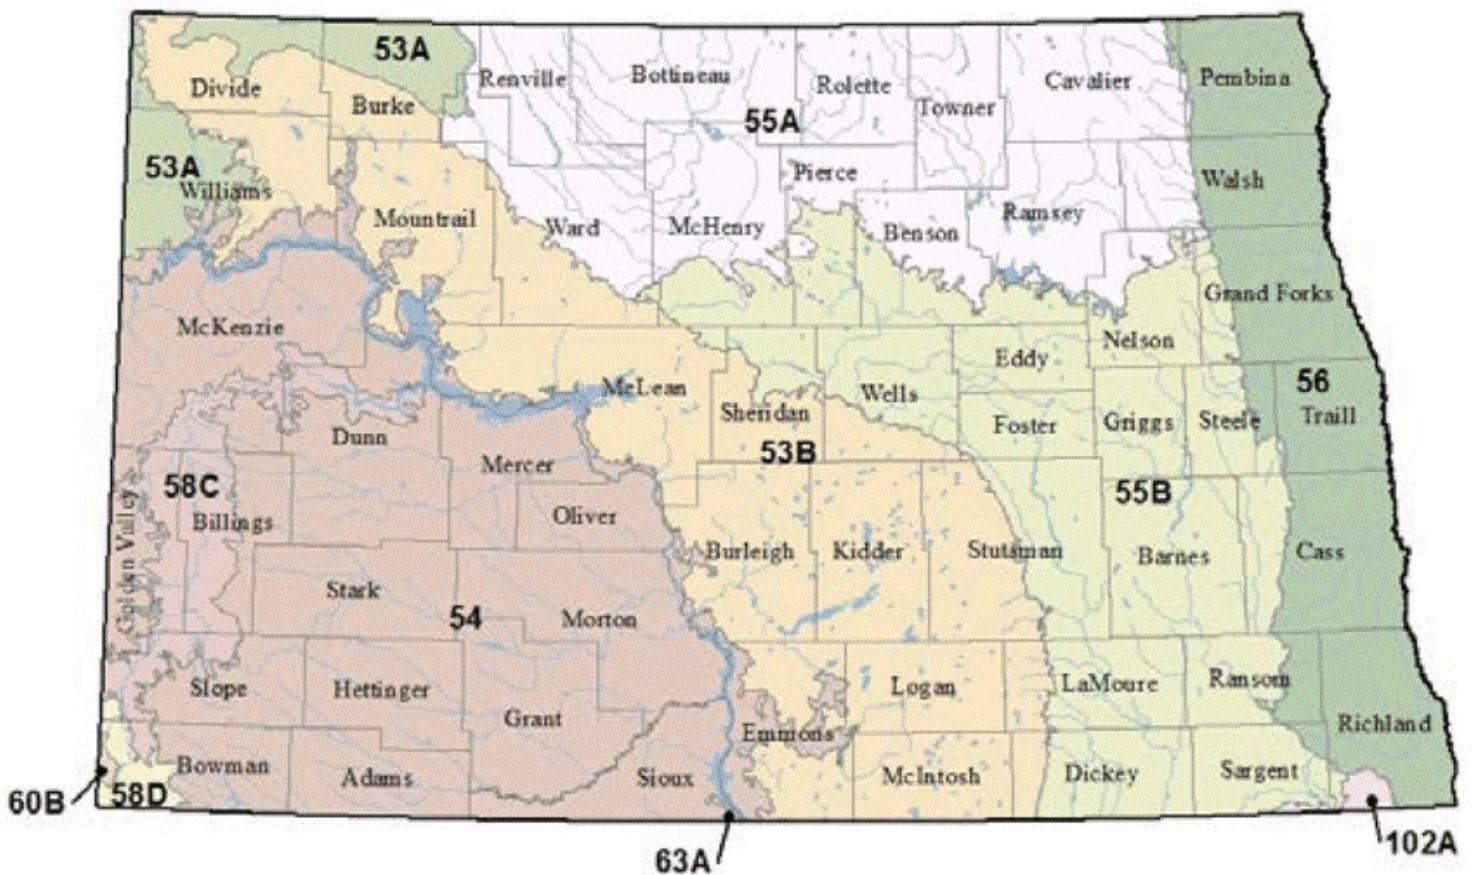 53A
Divide
Burke
Renville
Bottineau
Rolette
Towner
Cavalier
Pembina
55A
53A
Williams
Mountrail
Ward
McHenry
Pierce
Benson
Ramsey
Walsh
Grand Forks
McKenzie
McLean
Sheridan
Wells
Eddy
Nelson
Foster
Griggs
Steele
56
Traill
Dunn
Mercer
53B
58C
Golden Valley
Billings
Oliver
Burleigh
Kidder
Stutsman
55B
Barnes
Cass
Stark
54
Morton
Slope
Hettinger
Grant
Emmons
Logan
LaMoure
Ransom
Richland
Bowman
Adams
Sioux
McIntosh
Dickey
Sargent
60B
58D
63A
102A